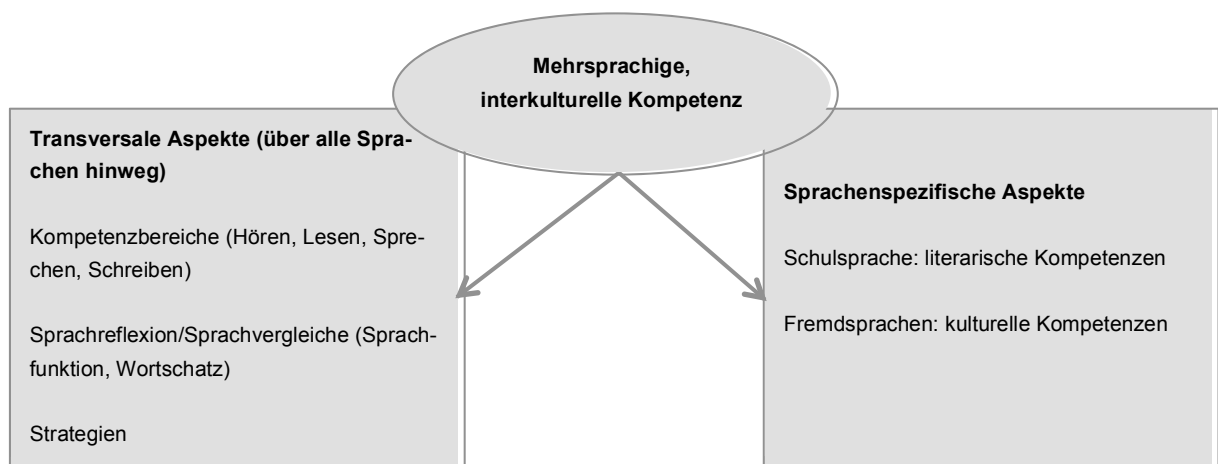 Mehrsprachige,
interkulturelle Kompetenz
Transversale Aspekte (über alle Spra-
chen hinweg)
Kompetenzbereiche (Hören, Lesen, Spre-
chen, Schreiben)
Sprachreflexion/Sprachvergleiche (Sprach-
funktion, Wortschatz)
Strategien
Sprachenspezifische Aspekte
Schulsprache: literarische Kompetenzen
Fremdsprachen: kulturelle Kompetenzen